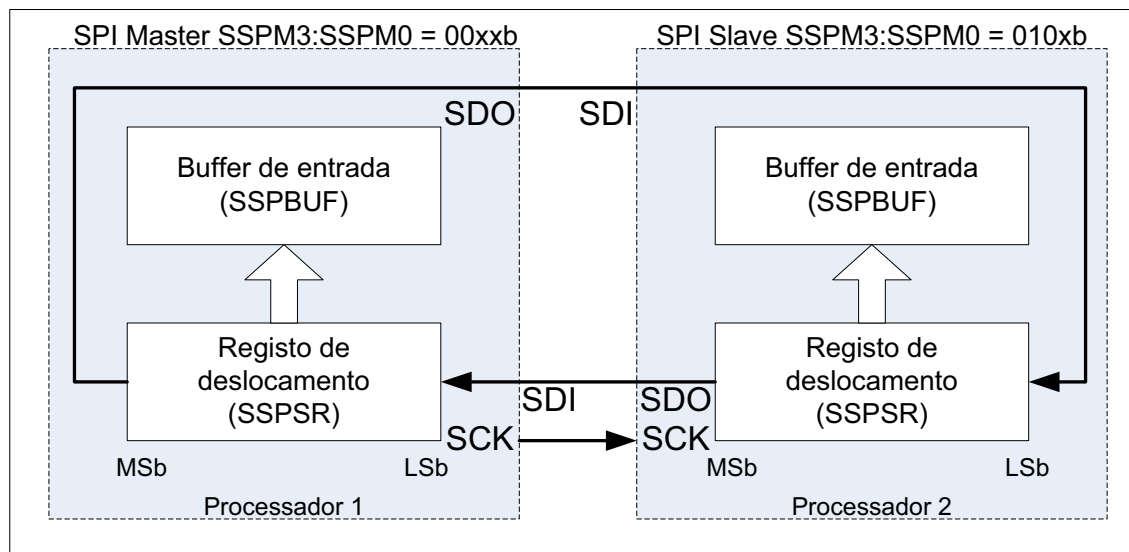 SPI Master SSPM3:SSPM0 = 00xxb
SPI Slave SSPM3:SSPM0 = 010xb
SDO
SDI
Buffer de entrada
(SSPBUF)
Buffer de entrada
(SSPBUF)
Registo de
deslocamento
(SSPSR)
Registo de
deslocamento
(SSPSR)
SDI
SDO
SCK
SCK
MSb
LSb
MSb
LSb
Processador 1
Processador 2